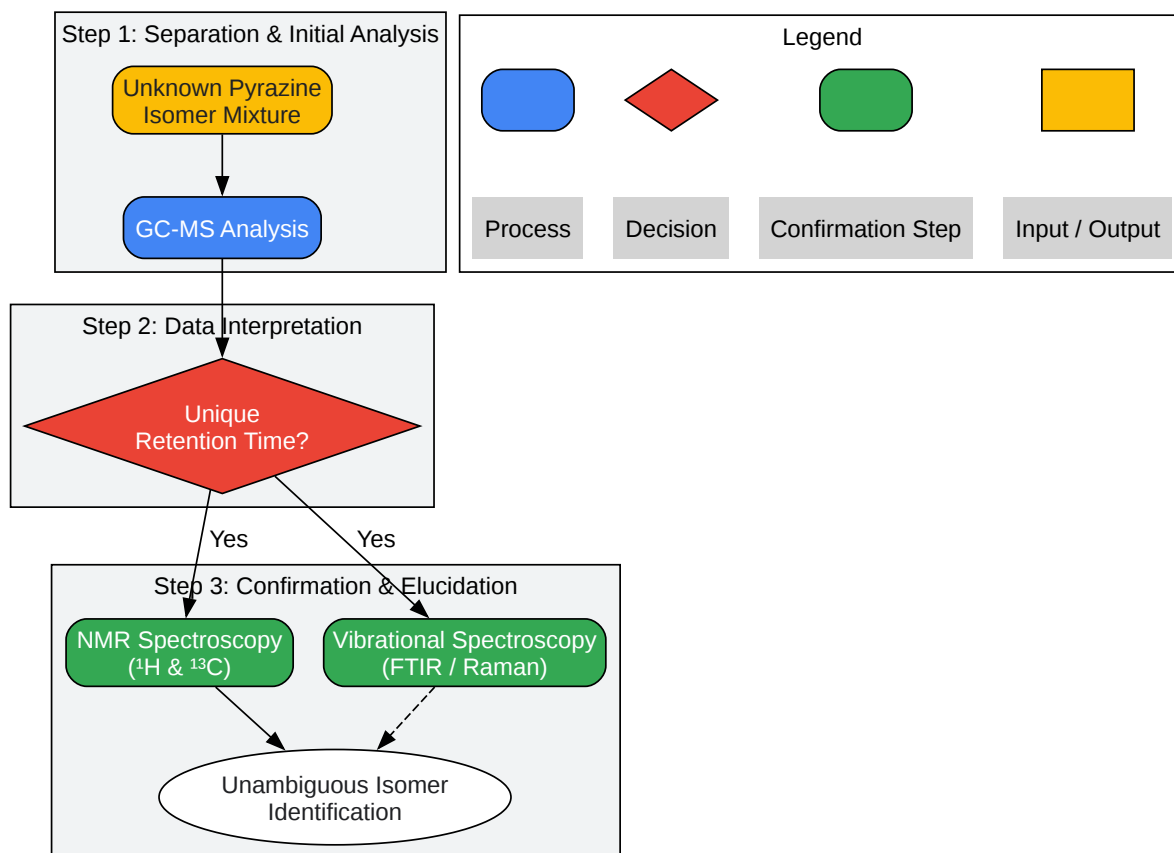 Step 1: Separation & Initial Analysis
Unknown Pyrazine
Isomer Mixture
GC-MS Analysis
Legend
Process
Decision
Confirmation Step
Input / Output
Step 2: Data Interpretation
Unique
Retention Time?
Yes
Yes
Step 3: Confirmation & Elucidation
NMR Spectroscopy
(¹H & ¹³C)
Vibrational Spectroscopy
(FTIR / Raman)
Unambiguous Isomer
Identification